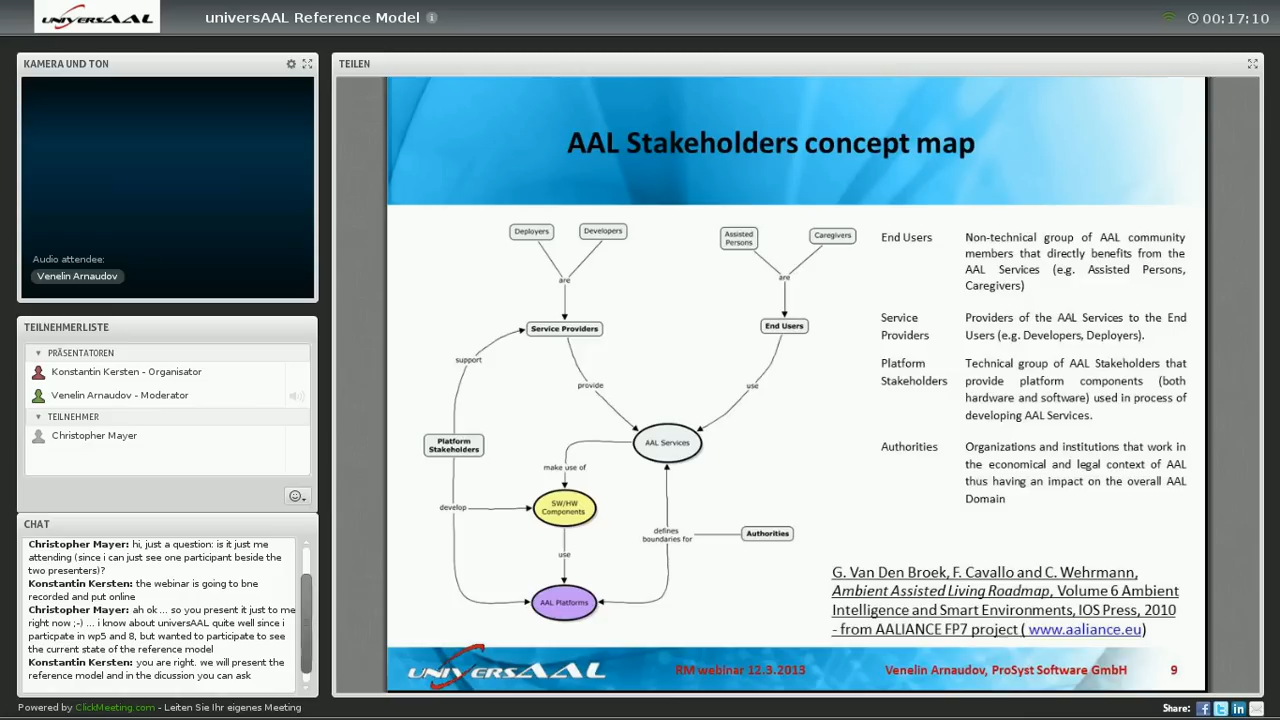 UNIVERSAAL
universAAL Reference Model
00:17:10
KAMERA UND TON
Audio attendee:
Venelin Arnaudov
TEILNEHMERLISTE
PRÄSENTATOREN
Konstantin Kersten - Organisator
Venelin Arnaudov - Moderator
TEILNEHMER
Christopher Mayer
CHAT
Christopher Mayer: hi, just a question: is it just me
attending (since i can just see one participant beside the
two presenters)?
Konstantin Kersten: the webinar is going to bne
recorded and put online
Christopher Mayer: ah ok ... so you present it just to me
right now ;-) ... i know about universAAL quite well since i
particpate in wp5 and 8, but wanted to participate to see
the current state of the reference model
Konstantin Kersten: you are right. we will present the
reference model and in the dicussion you can ask
TEILEN
AAL Stakeholders concept map
Deployers
Developers
Assisted
Persons
Caregivers
are
are
Service Providers
End Users
support
provide
use
Platform
Stakeholders
AAL Services
make use of
develop
SW/HW
Components
defines
boundaries for
Authorities
use
AAL Platforms
End Users
Non-technical group of AAL community
members that directly benefits from the
AAL Services (e.g. Assisted Persons,
Caregivers)
Service
Providers
Providers of the AAL Services to the End
Users (e.g. Developers, Deployers).
Platform
Stakeholders
Technical group of AAL Stakeholders that
provide platform components (both
hardware and software) used in process of
developing AAL Services.
Authorities
Organizations and institutions that work in
the economical and legal context of AAL
thus having an impact on the overall AAL
Domain
G. Van Den Broek, F. Cavallo and C. Wehrmann,
Ambient Assisted Living Roadmap, Volume 6 Ambient
Intelligence and Smart Environments, IOS Press, 2010
- from AALIANCE FP7 project ( www.aaliance.eu)
UNIVERSAAL
RM webinar 12.3.2013
Venelin Arnaudov, ProSyst Software GmbH
9
Powered by ClickMeeting.com - Leiten Sie Ihr eigenes Meeting
Share: